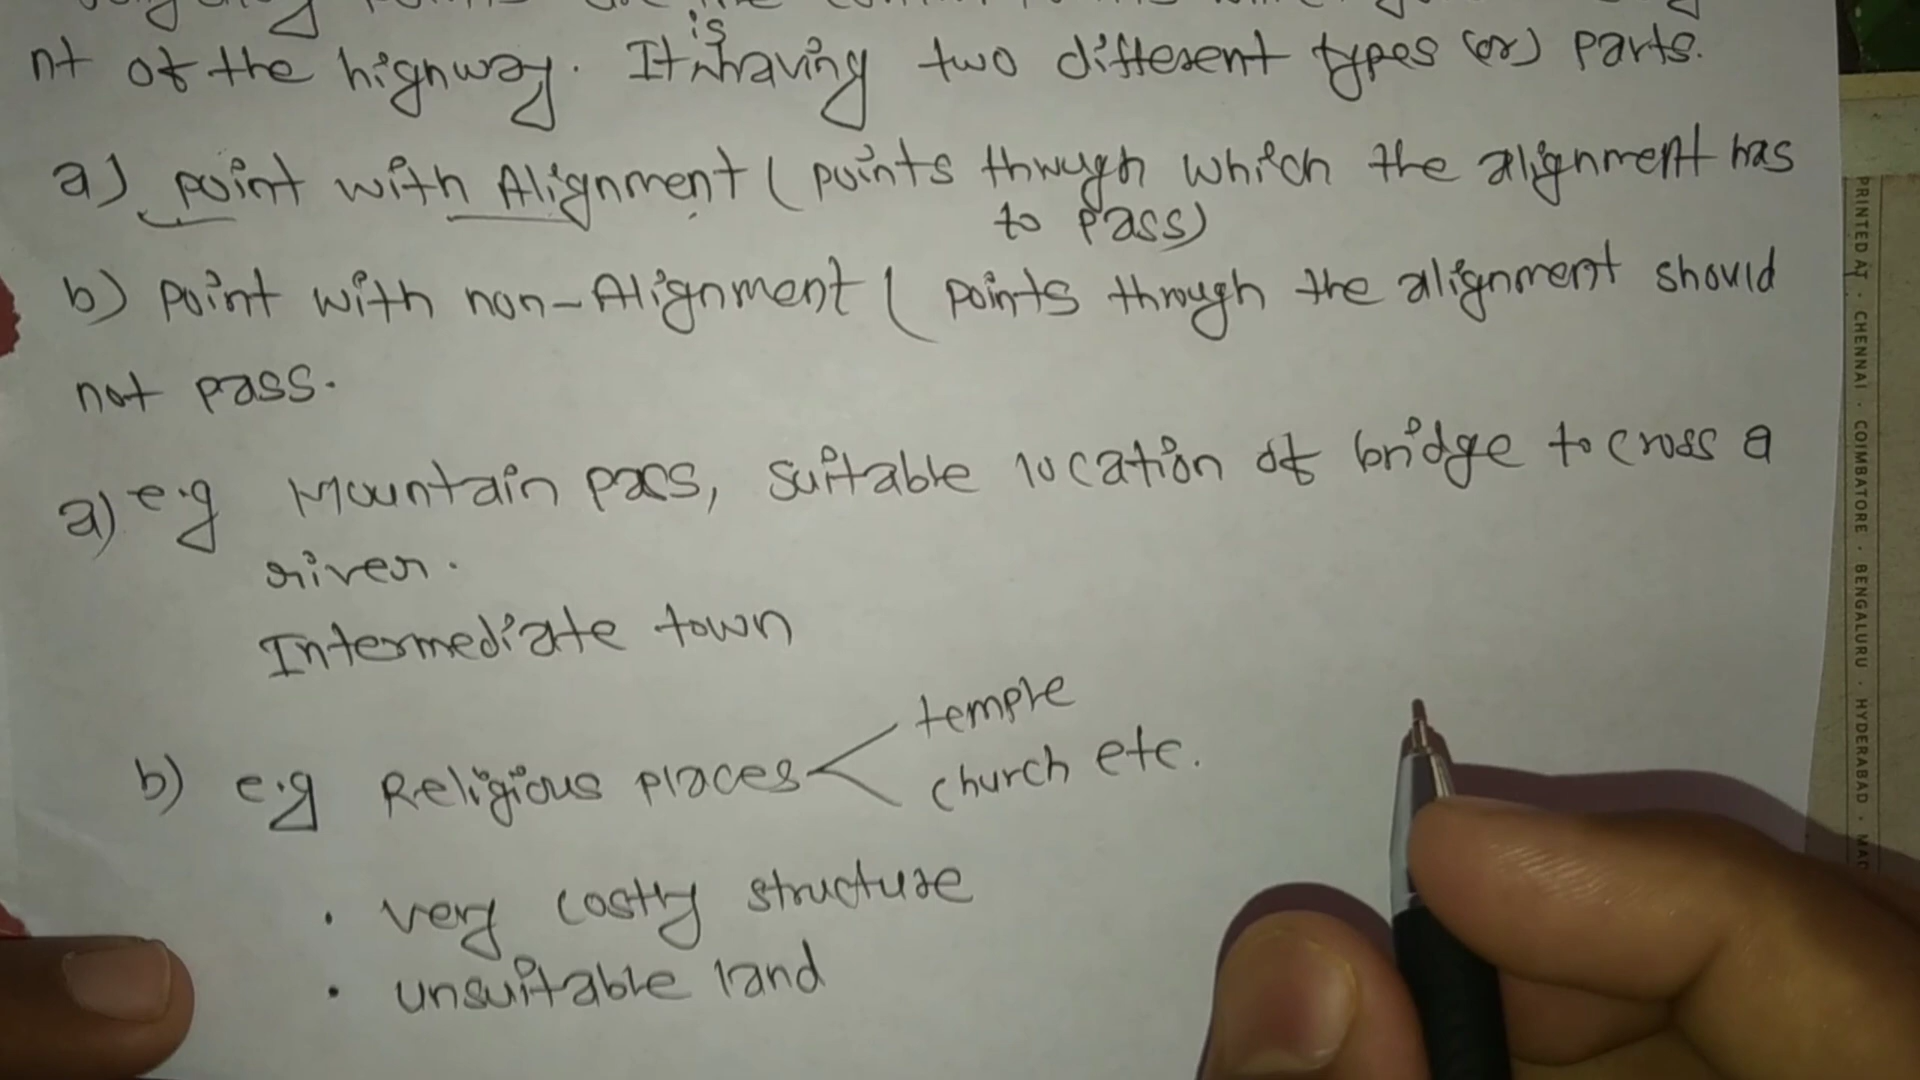 nt of the highway. It is having two different types (or) parts.
a) point with Alignment ( points through which the alignment has
to pass)
b) point with non-Alignment ( points through the alignment should
not pass.
a) e.g Mountain pass, suitable location of bridge to cross a
river.
Intermediate town
b) e.g Religious places
temple
church etc.
. very costly structure
. unsuitable land
PRINTED AT . CHENNAI . COIMBATORE . BENGALURU . HYDERABAD .